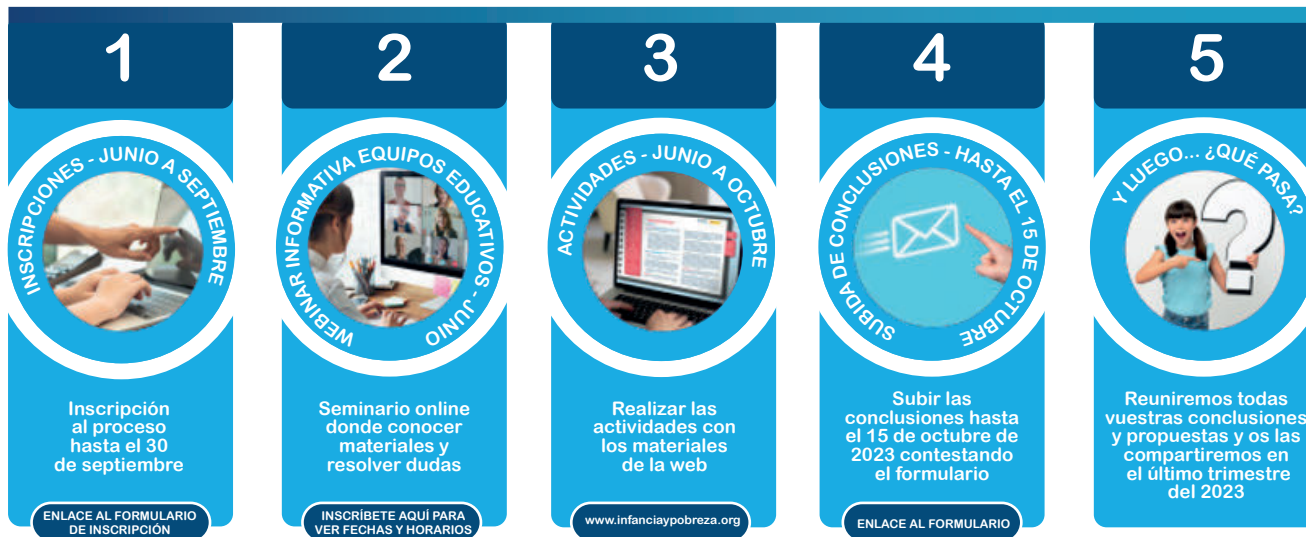 1
INSCRIPCIONES - JUNIO A SEPTIEMBRE
Inscripción
al proceso
hasta el 30
de septiembre
ENLACE AL FORMULARIO
DE INSCRIPCIÓN
2
WEBINAR INFORMATIVA EQUIPOS EDUCATIVOS - JUNIO
Seminario online
donde conocer
materiales y
resolver dudas
INSCRÍBETE AQUÍ PARA
VER FECHAS Y HORARIOS
3
ACTIVIDADES - JUNIO A OCTUBRE
Realizar las
actividades con
los materiales
de la web
www.infanciaypobreza.org
4
SUBIDA DE CONCLUSIONES - HASTA EL 15 DE OCTUBRE
Subir las
conclusiones hasta
el 15 de octubre de
2023 contestando
el formulario
ENLACE AL FORMULARIO
5
Y LUEGO... ¿QUÉ PASA?
Reuniremos todas
vuestras conclusiones
y propuestas y os las
compartiremos en
el último trimestre
del 2023